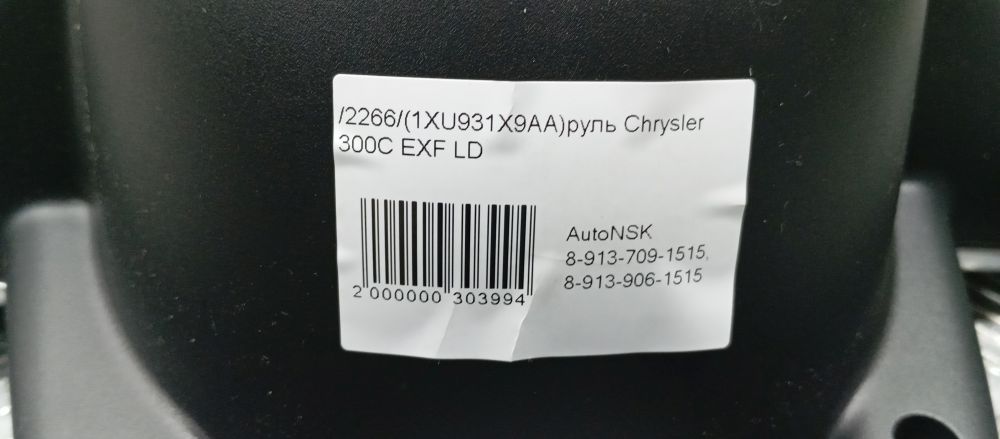 /2266/(1XU931X9AA)руль Chrysler
300C EXF LD
AutoNSK
8-913-709-1515,
8-913-906-1515
2 000000 303994